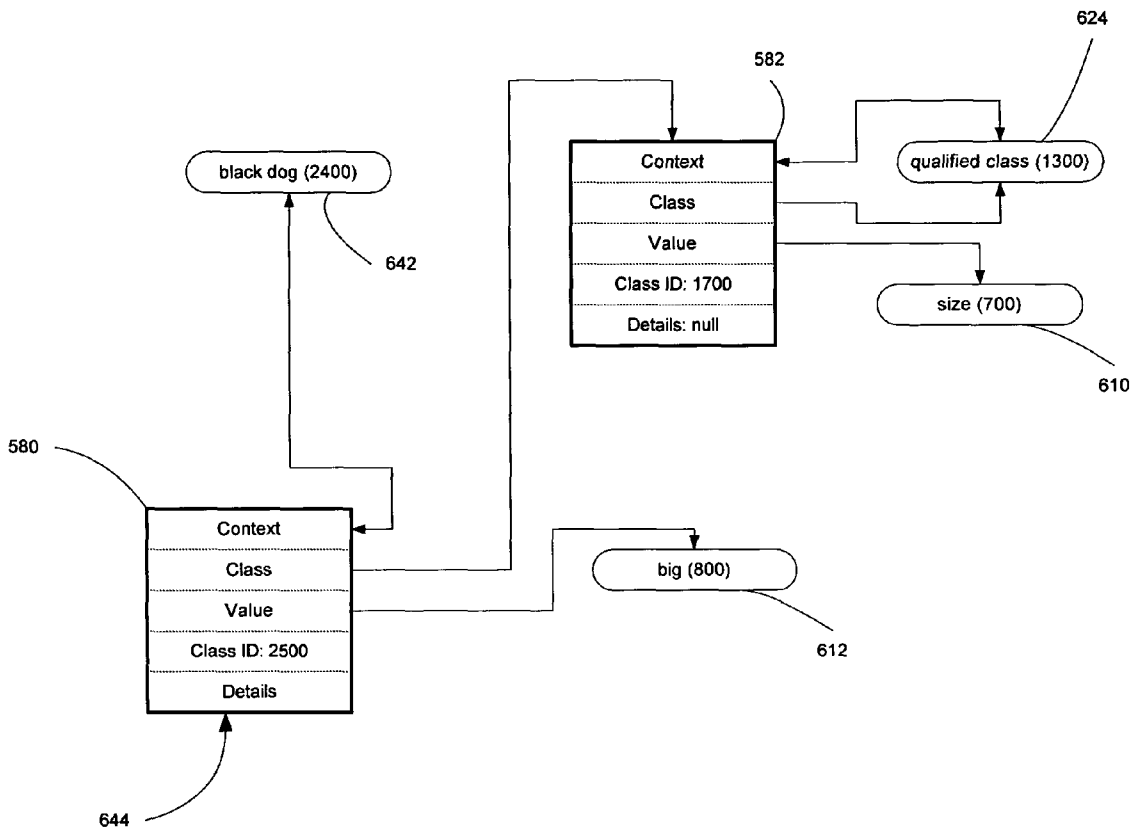 624
582
black dog (2400)
642
Context
Class
Value
Class ID: 1700
Details: null
qualified class (1300)
size (700)
610
580
Context
Class
Value
Class ID: 2500
Details
big (800)
612
644